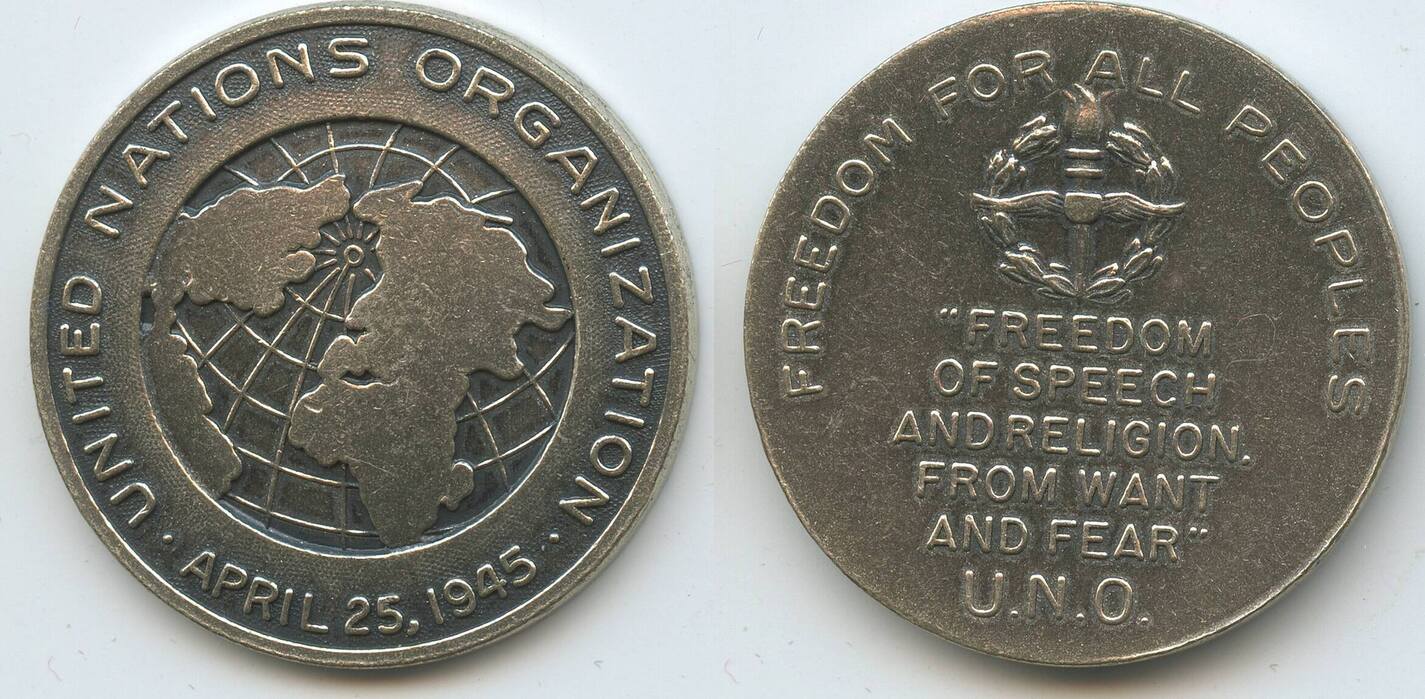 UNITED NATIONS ORGANIZATION
· APRIL 25, 1945 ·
FREEDOM FOR ALL PEOPLES
"FREEDOM
OF SPEECH
AND RELIGION.
FROM WANT
AND FEAR"
U.N.O.